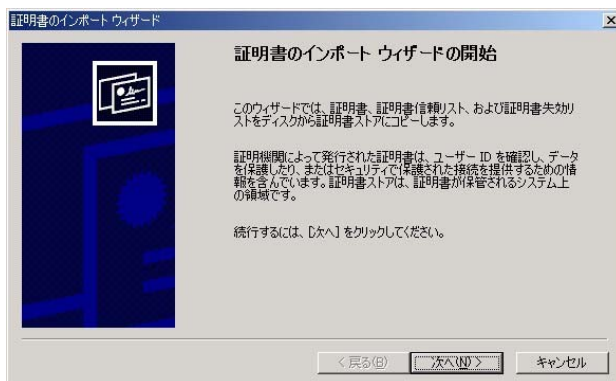 証明書のインポート ウィザード
証明書のインポート ウィザードの開始
このウィザードでは、証明書、証明書信頼リスト、および証明書失効リ
ストをディスクから証明書ストアにコピーします。
証明機関によって発行された証明書は、ユーザー ID を確認し、データ
を保護したり、またはセキュリティで保護された接続を提供するための情
報を含んでいます。証明書ストアは、証明書が保管されるシステム上
の領域です。
続行するには、[次へ] をクリックしてください。
< 戻る(B)
次へ(N) >
キャンセル